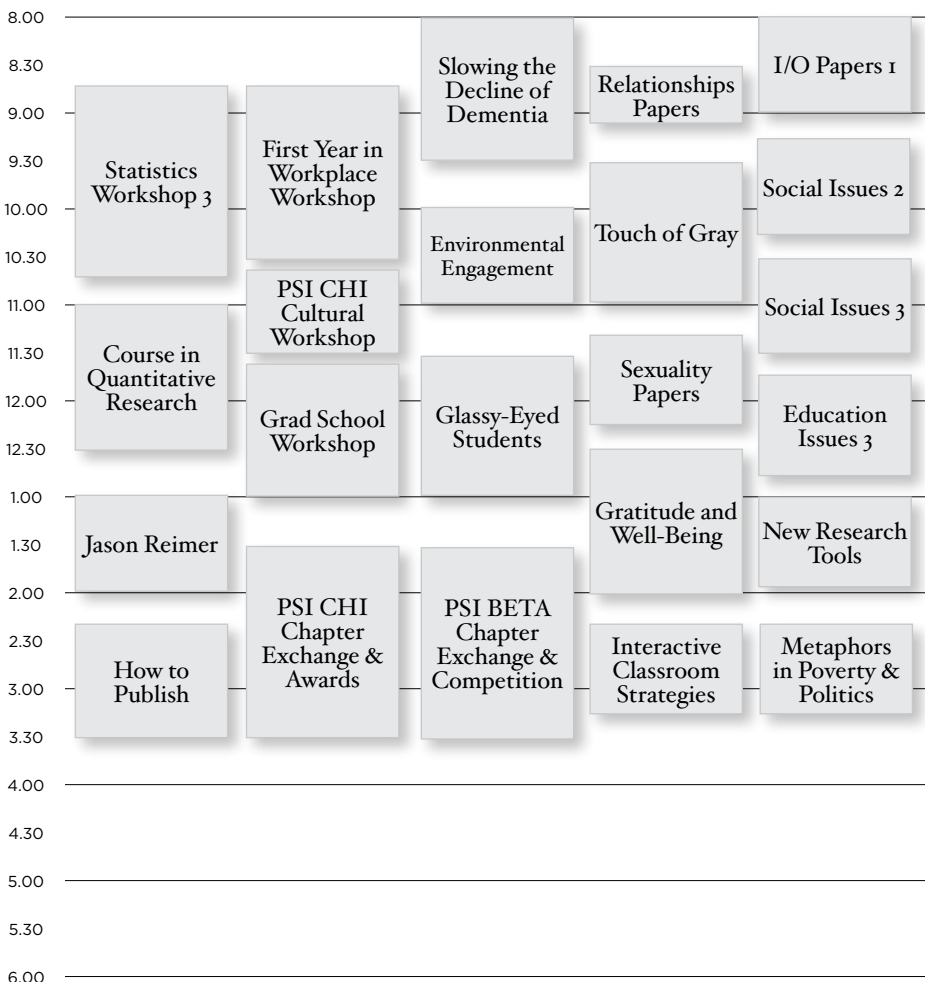 8.00
8.30
9.00
9.30
10.00
10.30
11.00
11.30
12.00
12.30
1.00
1.30
2.00
2.30
3.00
3.30
4.00
4.30
5.00
5.30
6.00
Statistics
Workshop 3
Course in
Quantitative
Research
Jason Reimer
How to
Publish
First Year in
Workplace
Workshop
PSI CHI
Cultural
Workshop
Grad School
Workshop
PSI CHI
Chapter
Exchange &
Awards
Slowing the
Decline of
Dementia
Environmental
Engagement
Glassy-Eyed
Students
PSI BETA
Chapter
Exchange &
Competition
Relationships
Papers
Touch of Gray
Sexuality
Papers
Gratitude and
Well-Being
Interactive
Classroom
Strategies
I/O Papers 1
Social Issues 2
Social Issues 3
Education
Issues 3
New Research
Tools
Metaphors
in Poverty &
Politics